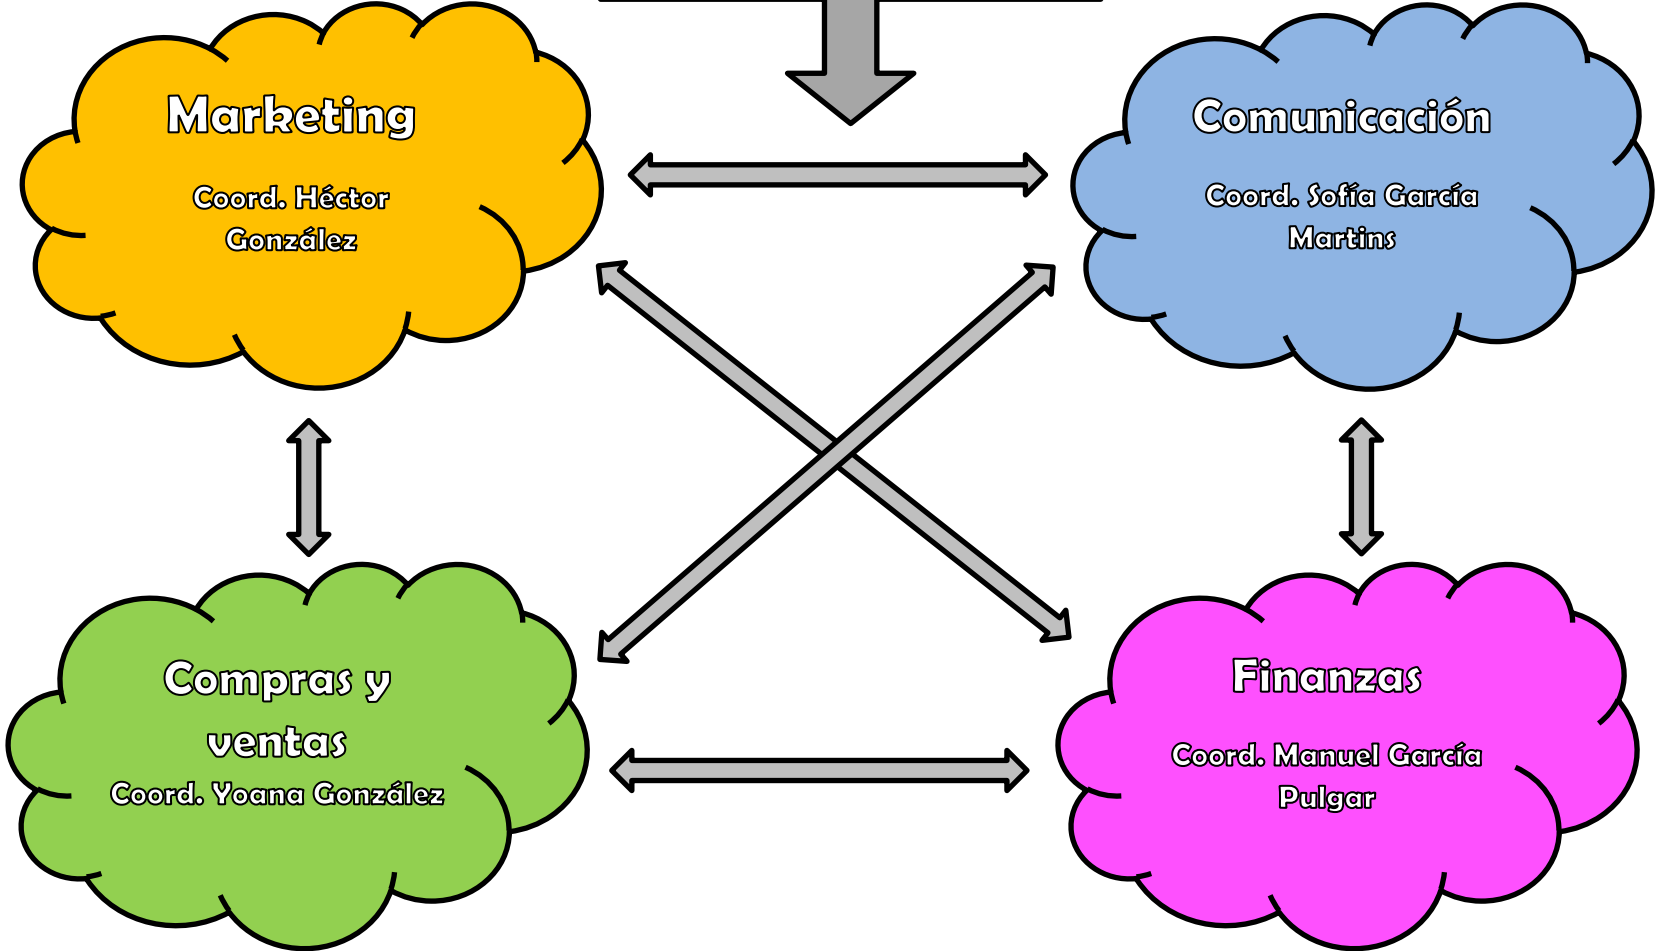 Marketing
Coord. Héctor
González
Comunicación
Coord. Sofía García
Martins
Compras y
ventas
Coord. Yoana González
Finanzas
Coord. Manuel García
Pulgar